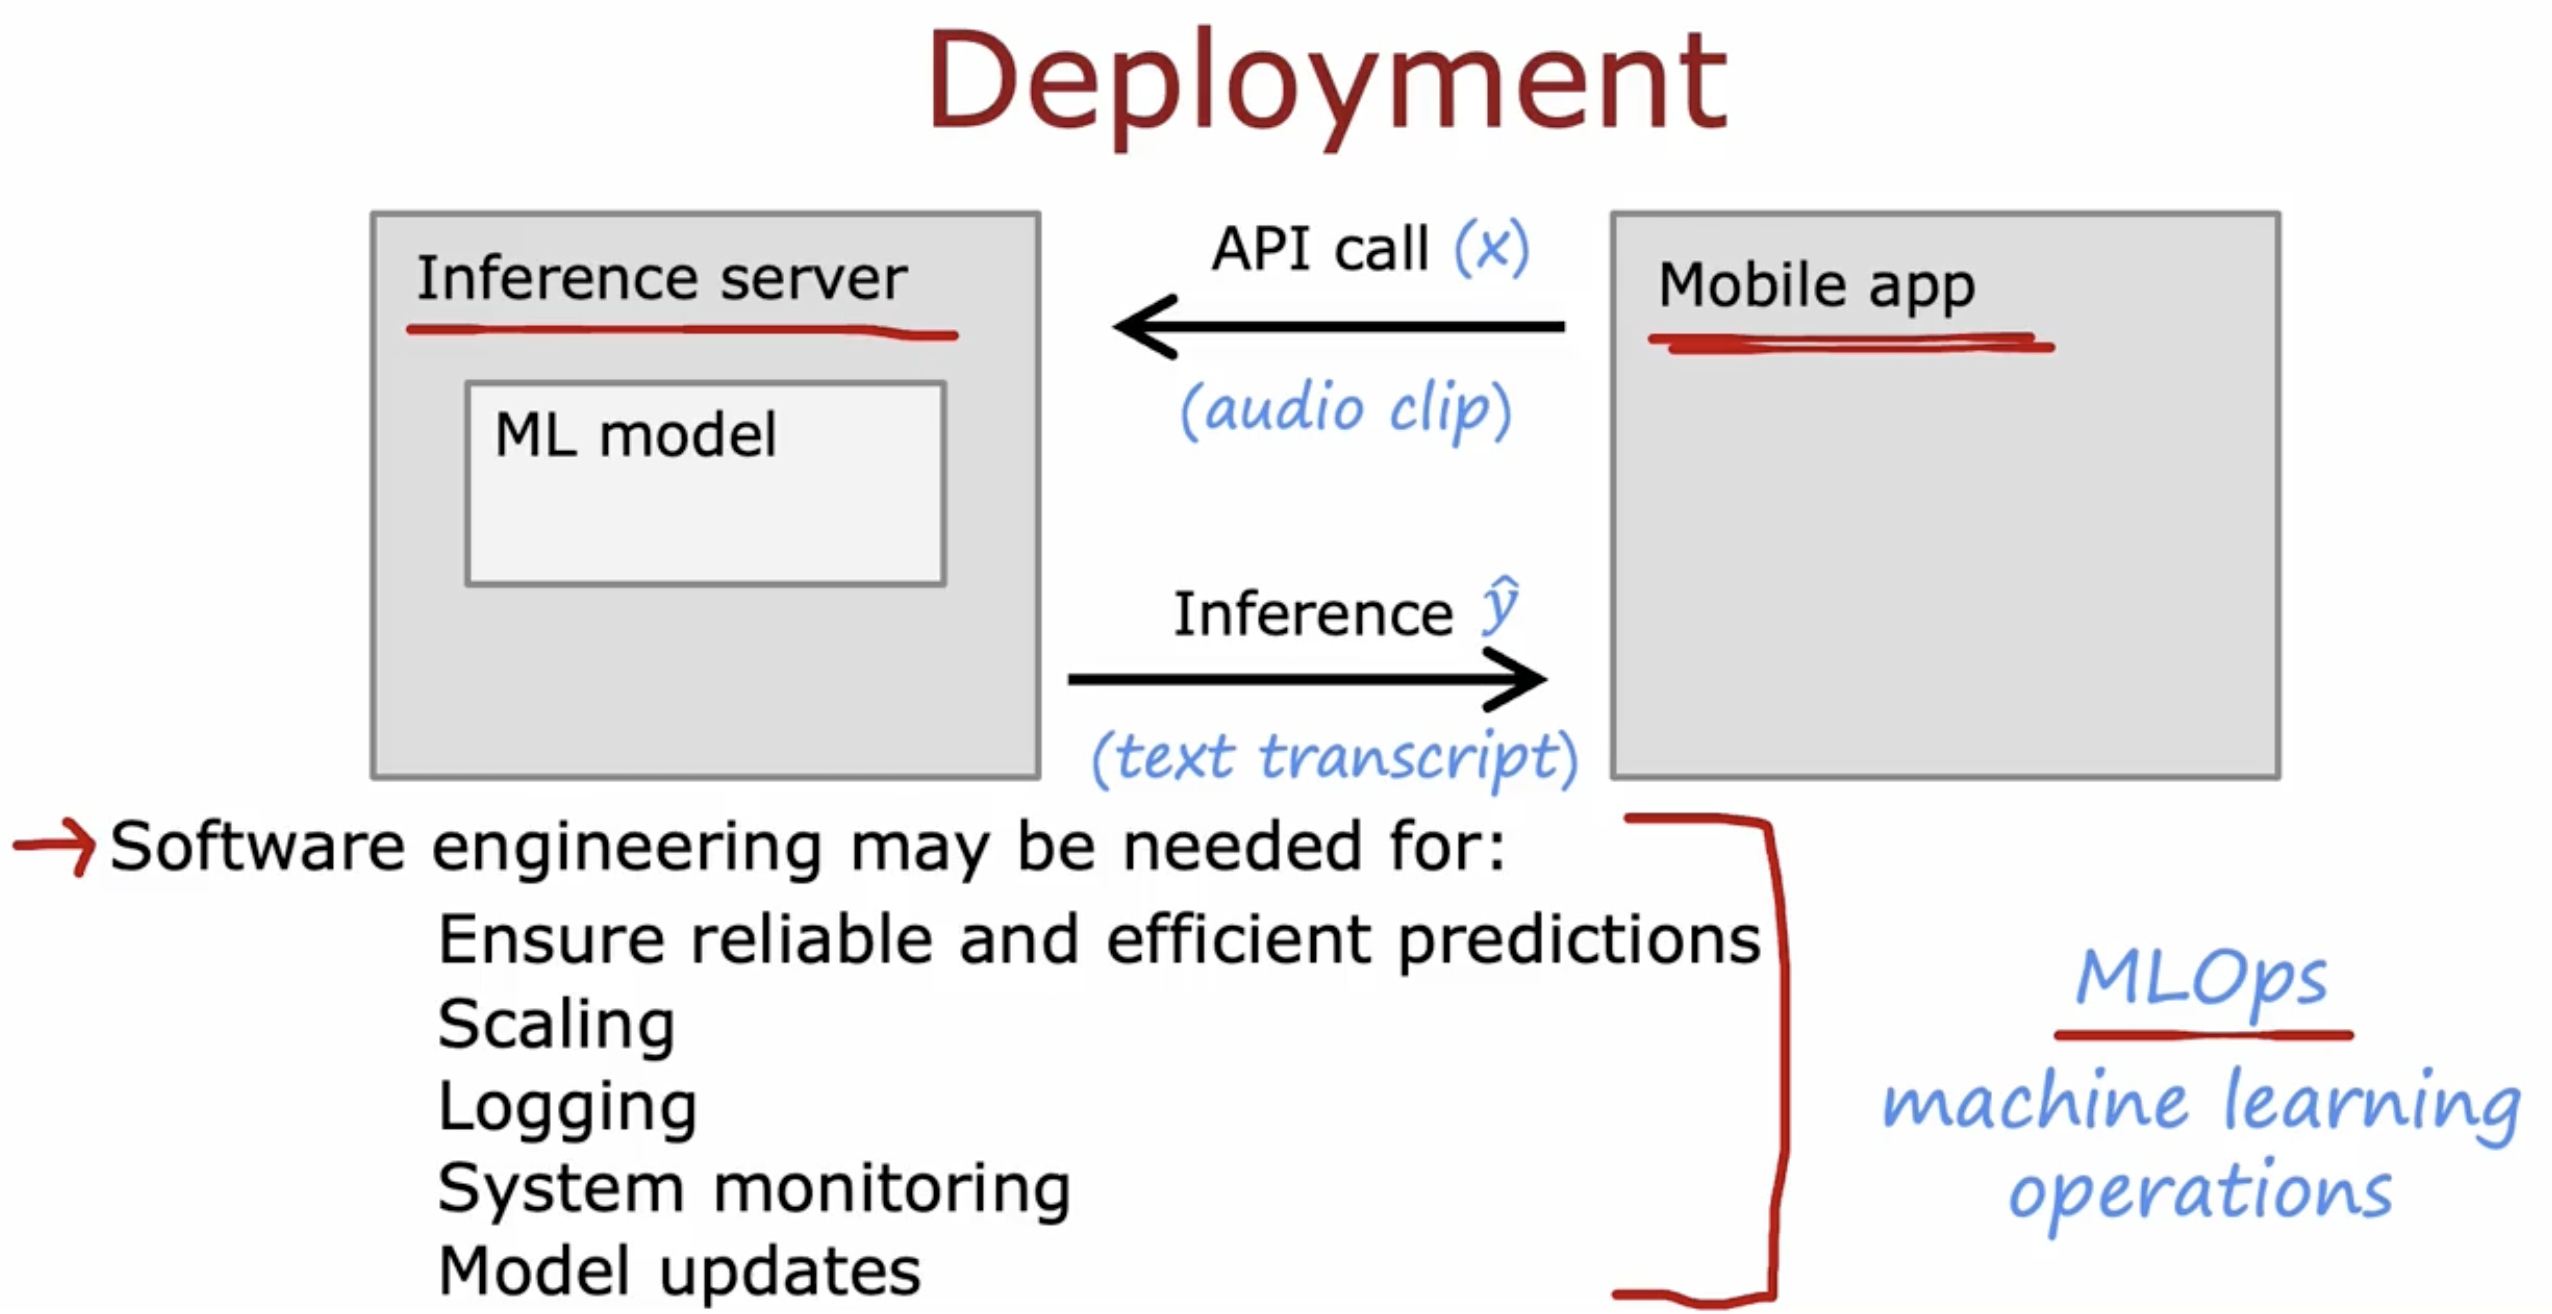 Deployment
Inference server
ML model
API call (x)
(audio clip)
Inference ŷ
(text transcript)
Mobile app
Software engineering may be needed for:
Ensure reliable and efficient predictions
Scaling
Logging
System monitoring
Model updates
MLOps
machine learning
operations